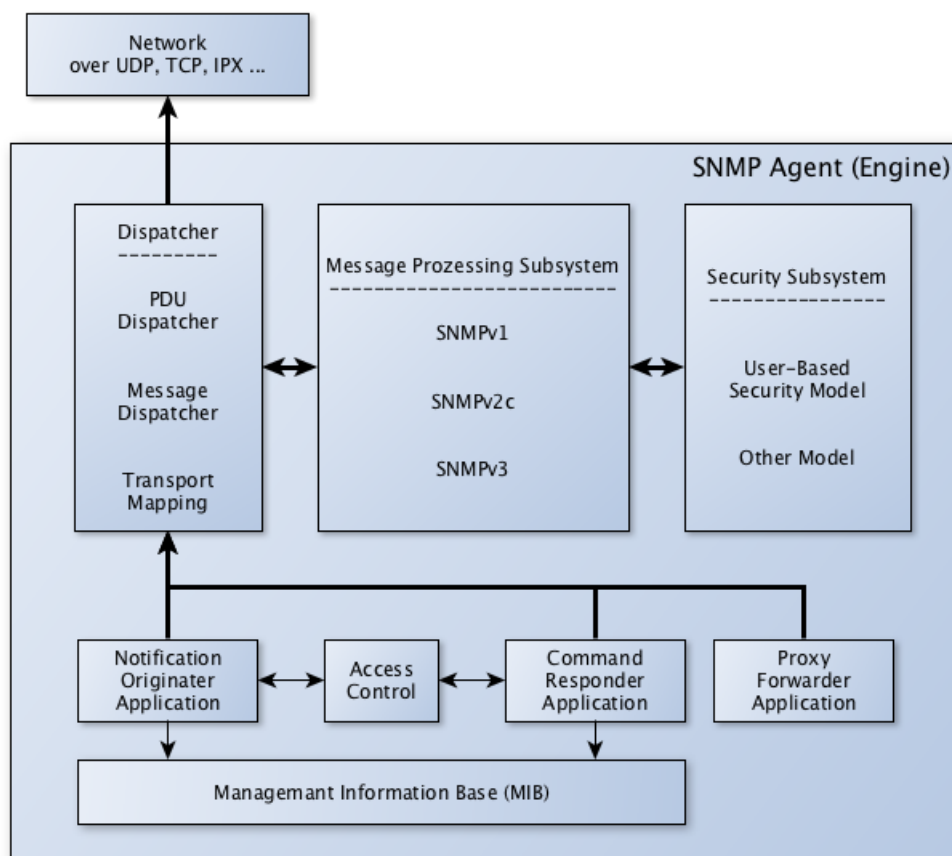 Network
over UDP, TCP, IPX ...
SNMP Agent (Engine)
Dispatcher
---------
PDU
Dispatcher
Message
Dispatcher
Transport
Mapping
Message Prozessing Subsystem
--------------------------
SNMPv1
SNMPv2c
SNMPv3
Security Subsystem
----------------
User-Based
Security Model
Other Model
Notification
Originater
Application
Access
Control
Command
Responder
Application
Proxy
Forwarder
Application
Managemant Information Base (MIB)